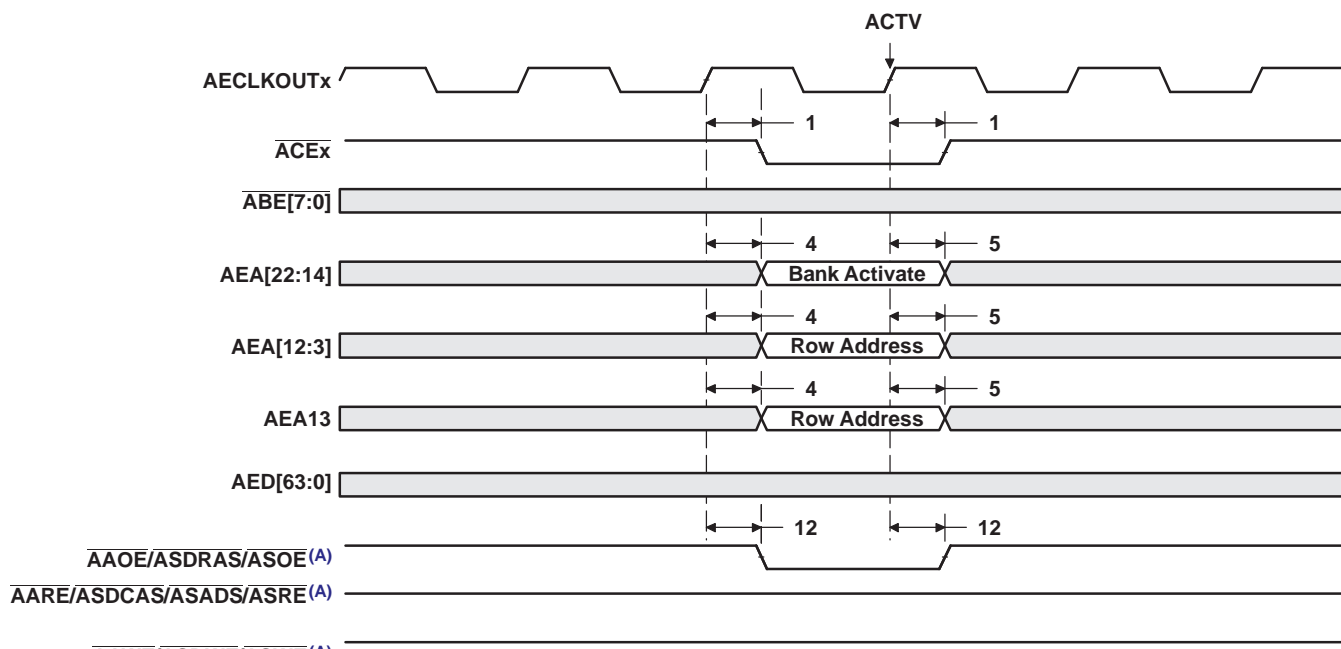 ACTV
AECLKOUTx
1 1
ACEx
ABE[7:0]
4 5
AEA[22:14] Bank Activate
4 5
AEA[12:3] Row Address
4 5
AEA13 Row Address
AED[63:0]
12 12
AAOE/ASDRAS/ASOE(A)
AARE/ASDCAS/ASADS/ASRE(A)
(A)